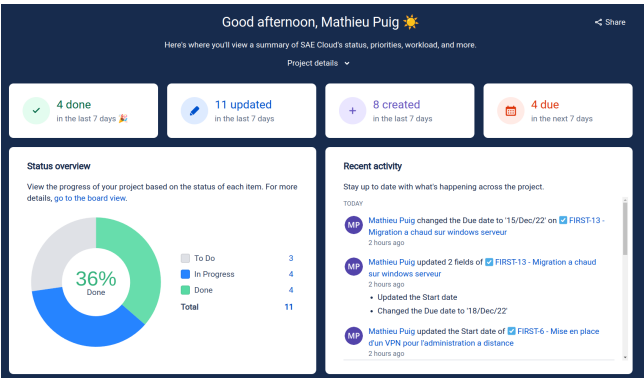 Good afternoon, Mathieu Puig ☀️
Share
Here's where you'll view a summary of SAE Cloud's status, priorities, workload, and more.
Project details
4 done
in the last 7 days 🎉
11 updated
in the last 7 days
8 created
in the last 7 days
4 due
in the next 7 days
Status overview
View the progress of your project based on the status of each item. For more
details, go to the board view.
36%
Done
To Do 3
In Progress 4
Done 4
Total 11
Recent activity
Stay up to date with what's happening across the project.
TODAY
MP
Mathieu Puig changed the Due date to '15/Dec/22' on FIRST-13 -
Migration a chaud sur windows serveur
2 hours ago
MP
Mathieu Puig updated 2 fields of FIRST-13 - Migration a chaud
sur windows serveur
2 hours ago
• Updated the Start date
• Changed the Due date to '18/Dec/22'
MP
Mathieu Puig updated the Start date of FIRST-6 - Mise en place
d'un VPN pour l'administration a distance
2 hours ago